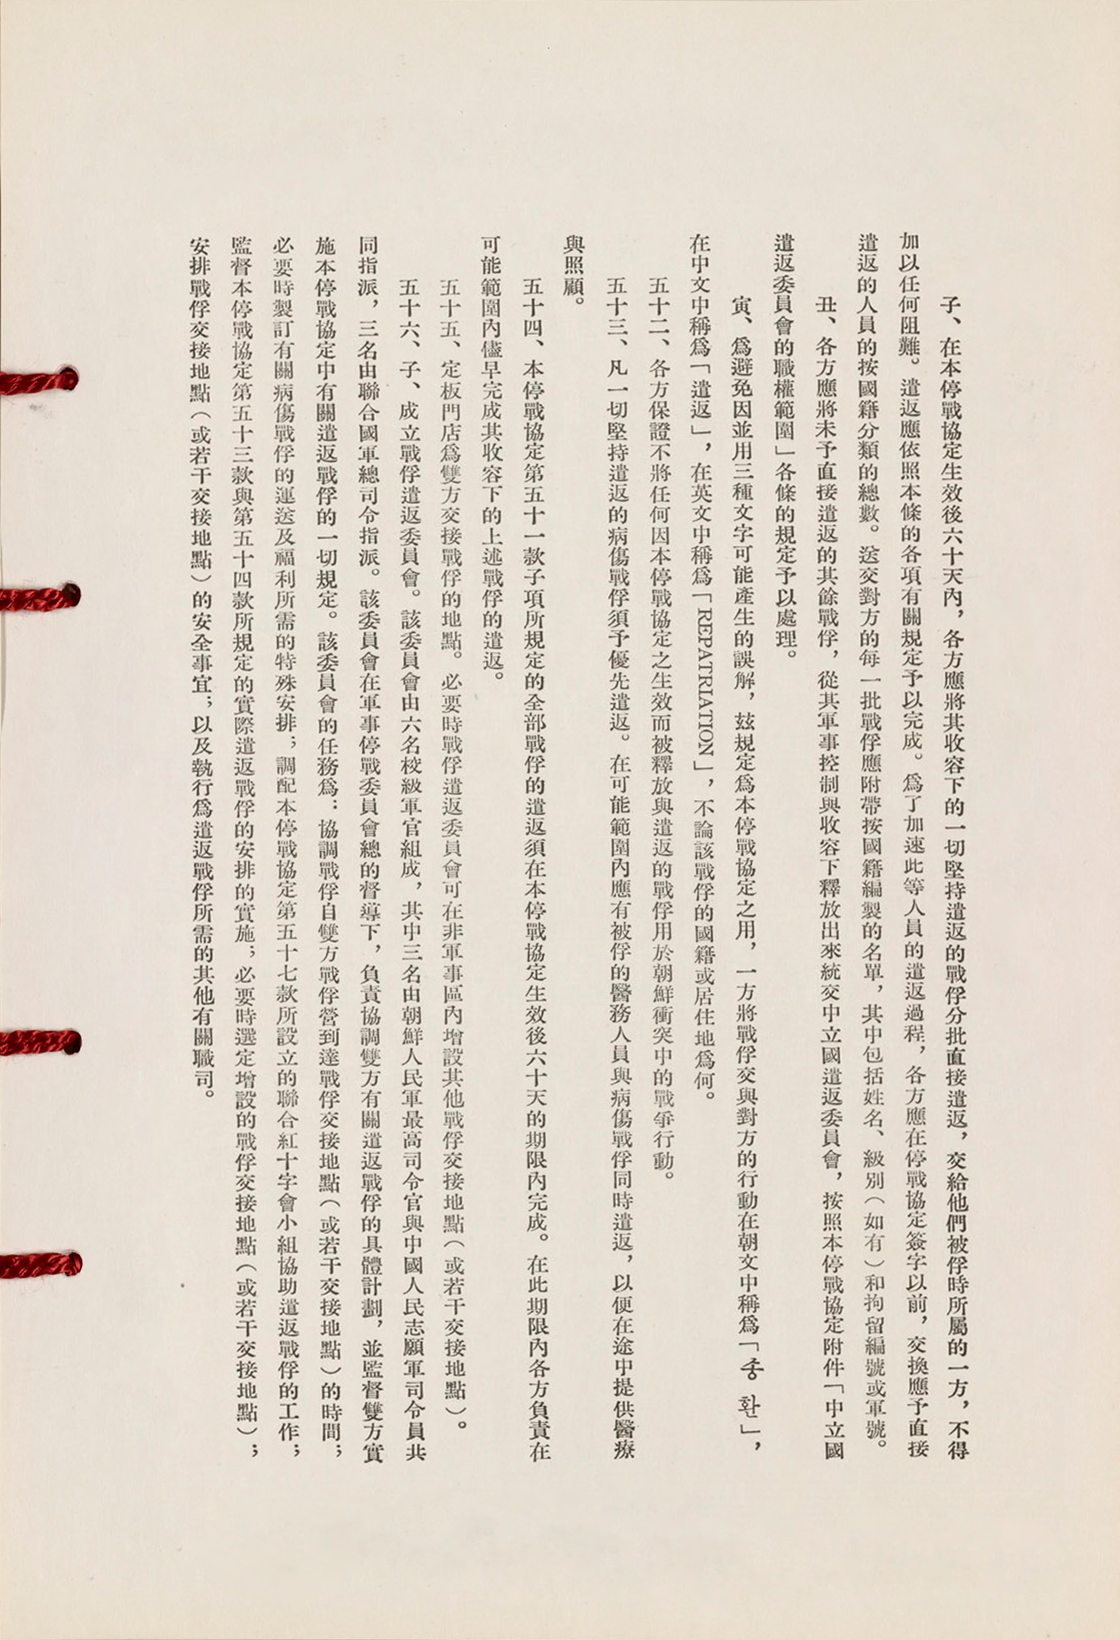 子、在本停戰協定生效後六十天內，各方應將其收容下的一切堅持遣返的戰俘分批直接遣返，交給他們被俘時所屬的一方，不得
加以任何阻難。遣返應依照本條的各項有關規定予以完成。爲了加速此等人員的遣返過程，各方應在停戰協定簽字以前，交換應予直接
遣返的人員的按國籍分類的總數。送交對方的每一批戰俘應附帶按國籍編製的名單，其中包括姓名、級別（如有）和拘留編號或軍號。
丑、各方應將未予直接遣返的其餘戰俘，從其軍事控制與收容下釋放出來統交中立國遣返委員會，按照本停戰協定附件「中立國
遣返委員會的職權範圍」各條的規定予以處理。
寅、爲避免因並用三種文字可能產生的誤解，茲規定爲本停戰協定之用，一方將戰俘交與對方的行動在朝文中稱爲「송환」，
在中文中稱爲「遣返」，在英文中稱爲「REPATRIATION」，不論該戰俘的國籍或居住地爲何。
五十二、各方保證不將任何因本停戰協定之生效而被釋放與遣返的戰俘用於朝鮮衝突中的戰爭行動。
五十三、凡一切堅持遣返的病傷戰俘須予優先遣返。在可能範圍內應有被俘的醫務人員與病傷戰俘同時遣返，以便在途中提供醫療
與照顧。
五十四、本停戰協定第五十一款子項所規定的全部戰俘的遣返須在本停戰協定生效後六十天的期限內完成。在此期限內各方負責在
可能範圍內儘早完成其收容下的上述戰俘的遣返。
五十五、定板門店爲雙方交接戰俘的地點。必要時戰俘遣返委員會可在非軍事區內增設其他戰俘交接地點（或若干交接地點）。
五十六、子、成立戰俘遣返委員會。該委員會由六名校級軍官組成，其中三名由朝鮮人民軍最高司令官與中國人民志願軍司令員共
同指派，三名由聯合國軍總司令指派。該委員會在軍事停戰委員會總的督導下，負責協調雙方有關遣返戰俘的具體計劃，並監督雙方實
施本停戰協定中有關遣返戰俘的一切規定。該委員會的任務爲：協調戰俘自雙方戰俘營到達戰俘交接地點（或若干交接地點）的時間；
必要時製訂有關病傷戰俘的運送及福利所需的特殊安排；調配本停戰協定第五十七款所設立的聯合紅十字會小組協助遣返戰俘的工作；
監督本停戰協定第五十三款與第五十四款所規定的實際遣返戰俘的安排的實施；必要時選定增設的戰俘交接地點（或若干交接地點）；
安排戰俘交接地點（或若干交接地點）的安全事宜；以及執行爲遣返戰俘所需的其他有關職司。